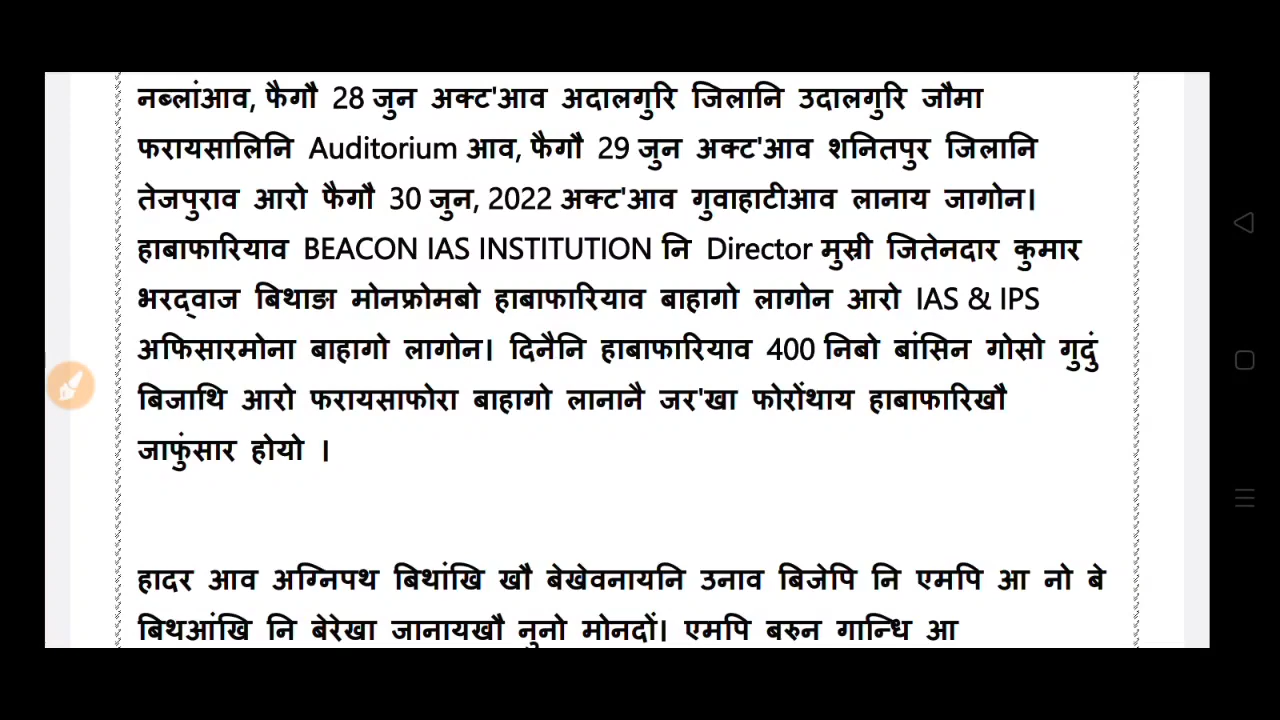 नब्लांआव, फैगौ 28 जुन अक्ट'आव अदालगुरि जिलानि उदालगुरि जौमा
फरायसालिनि Auditorium आव, फैगौ 29 जुन अक्ट'आव शनितपुर जिलानि
तेजपुराव आरो फैगौ 30 जुन, 2022 अक्ट'आव गुवाहाटीआव लानाय जागोन।
हाबाफारियाव BEACON IAS INSTITUTION नि Director मुस्री जितेनदार कुमार
भरद्वाज बिथाङा मोनफ्रोमबो हाबाफारियाव बाहागो लागोन आरो IAS & IPS
अफिसारमोना बाहागो लागोन। दिनैनि हाबाफारियाव 400 निबो बांसिन गोसो गुदुं
बिजाथि आरो फरायसाफोरा बाहागो लानानै जर'खा फोरोंथाय हाबाफारिखौ
जाफुंसार होयो ।
हादर आव अग्निपथ बिथांखि खौ बेखेवनायनि उनाव बिजेपि नि एमपि आ नो बे
बिथआंखि नि बेरेखा जानायखौ नुनो मोनदों। एमपि बरुन गान्धि आ